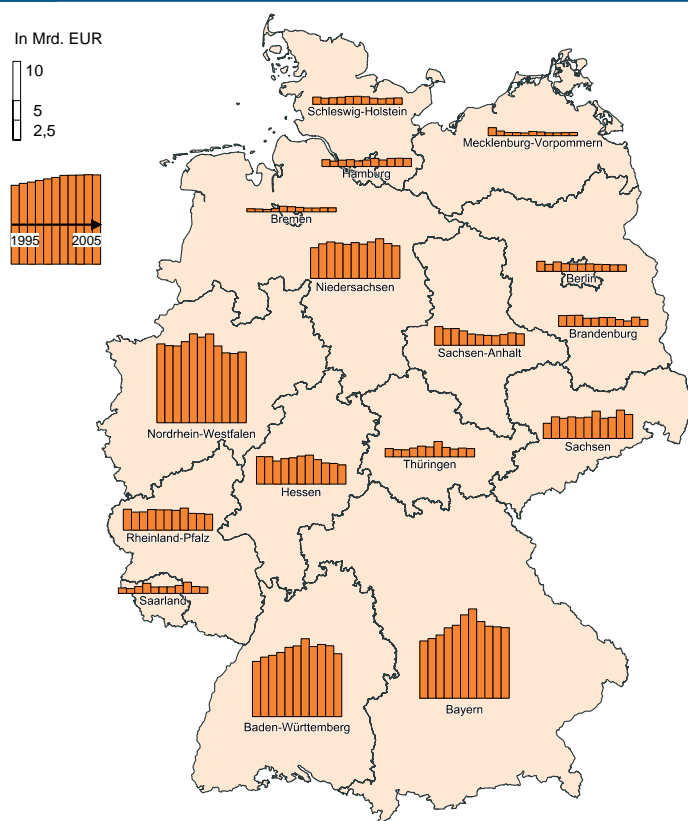 In Mrd. EUR
10
5
2,5
1995 2005
Schleswig-Holstein
Mecklenburg-Vorpommern
Hamburg
Bremen
Niedersachsen
Berlin
Brandenburg
Sachsen-Anhalt
Nordrhein-Westfalen
Sachsen
Thüringen
Hessen
Rheinland-Pfalz
Saarland
Bayern
Baden-Württemberg